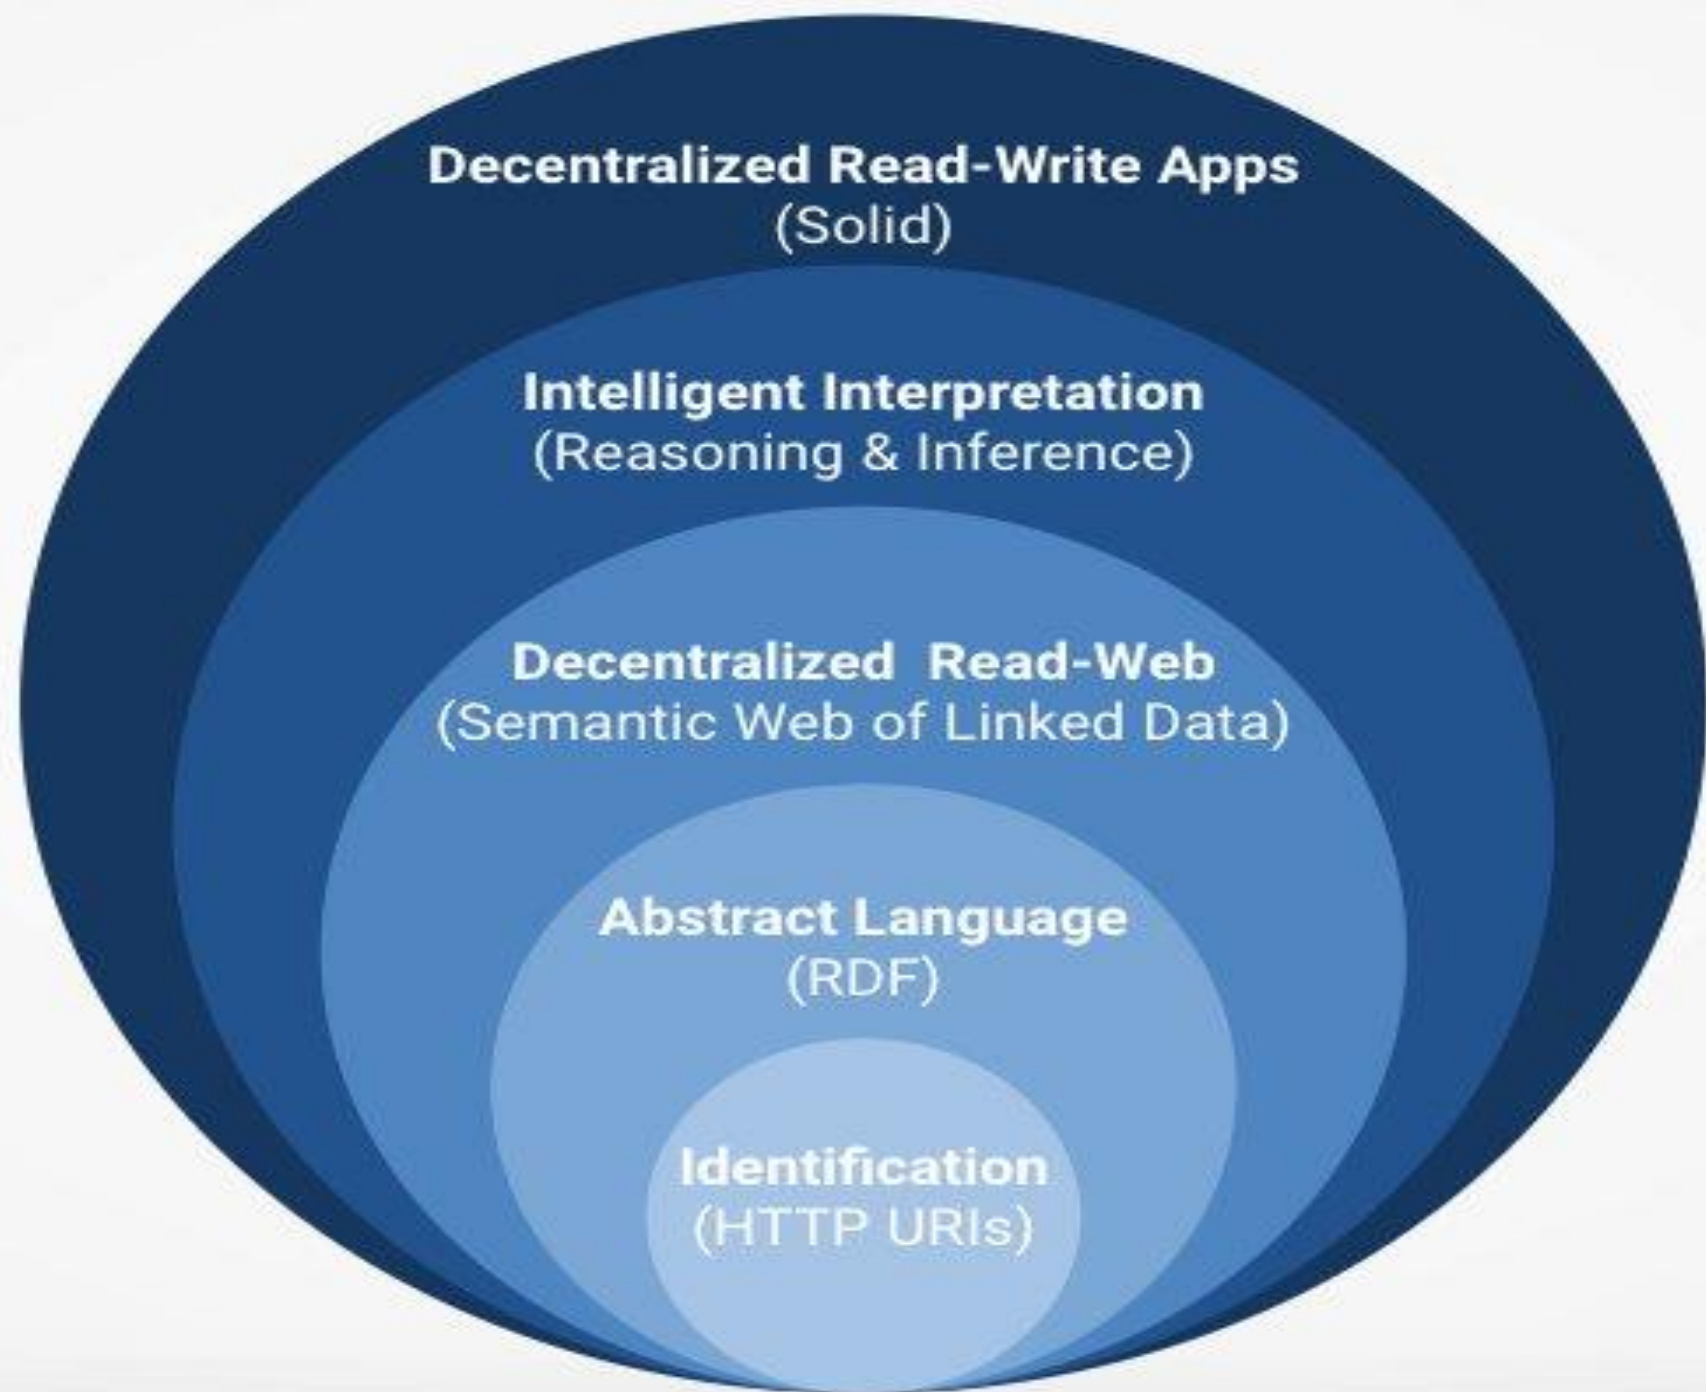 Decentralized Read-Write Apps
(Solid)
Intelligent Interpretation
(Reasoning & Inference)
Decentralized Read-Web
(Semantic Web of Linked Data)
Abstract Language
(RDF)
Identification
(HTTP URIs)